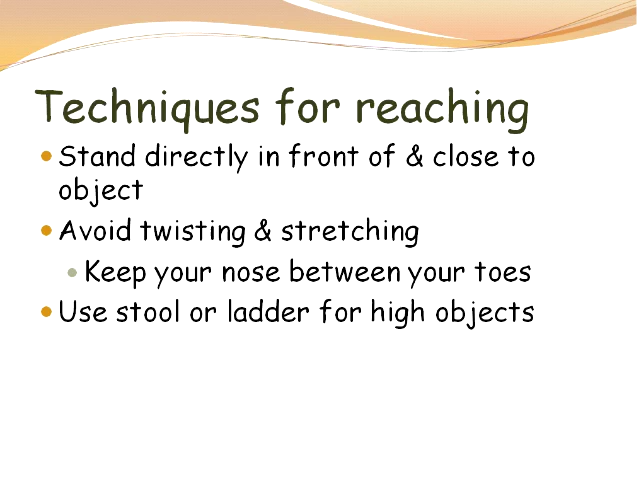 Techniques for reaching
Stand directly in front of & close to
object
Avoid twisting & stretching
Keep your nose between your toes
Use stool or ladder for high objects